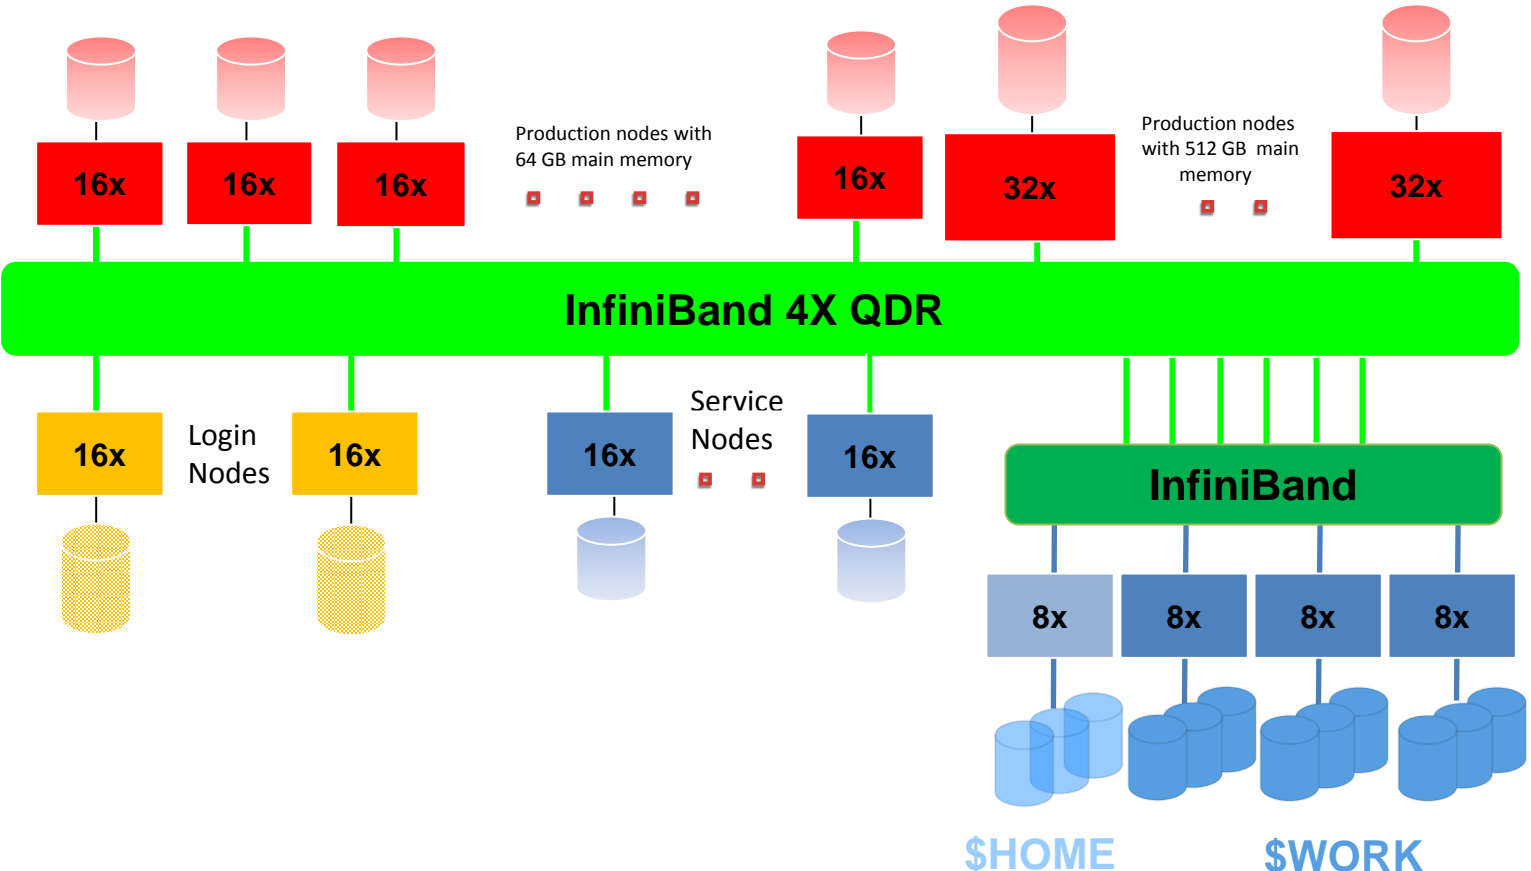 Production nodes with
64 GB main memory
Production nodes
with 512 GB main
memory
16x
16x
16x
16x
32x
32x
InfiniBand 4X QDR
Service
Nodes
Login
Nodes
16x
16x
16x
16x
InfiniBand
8x
8x
8x
8x
$HOME
$WORK